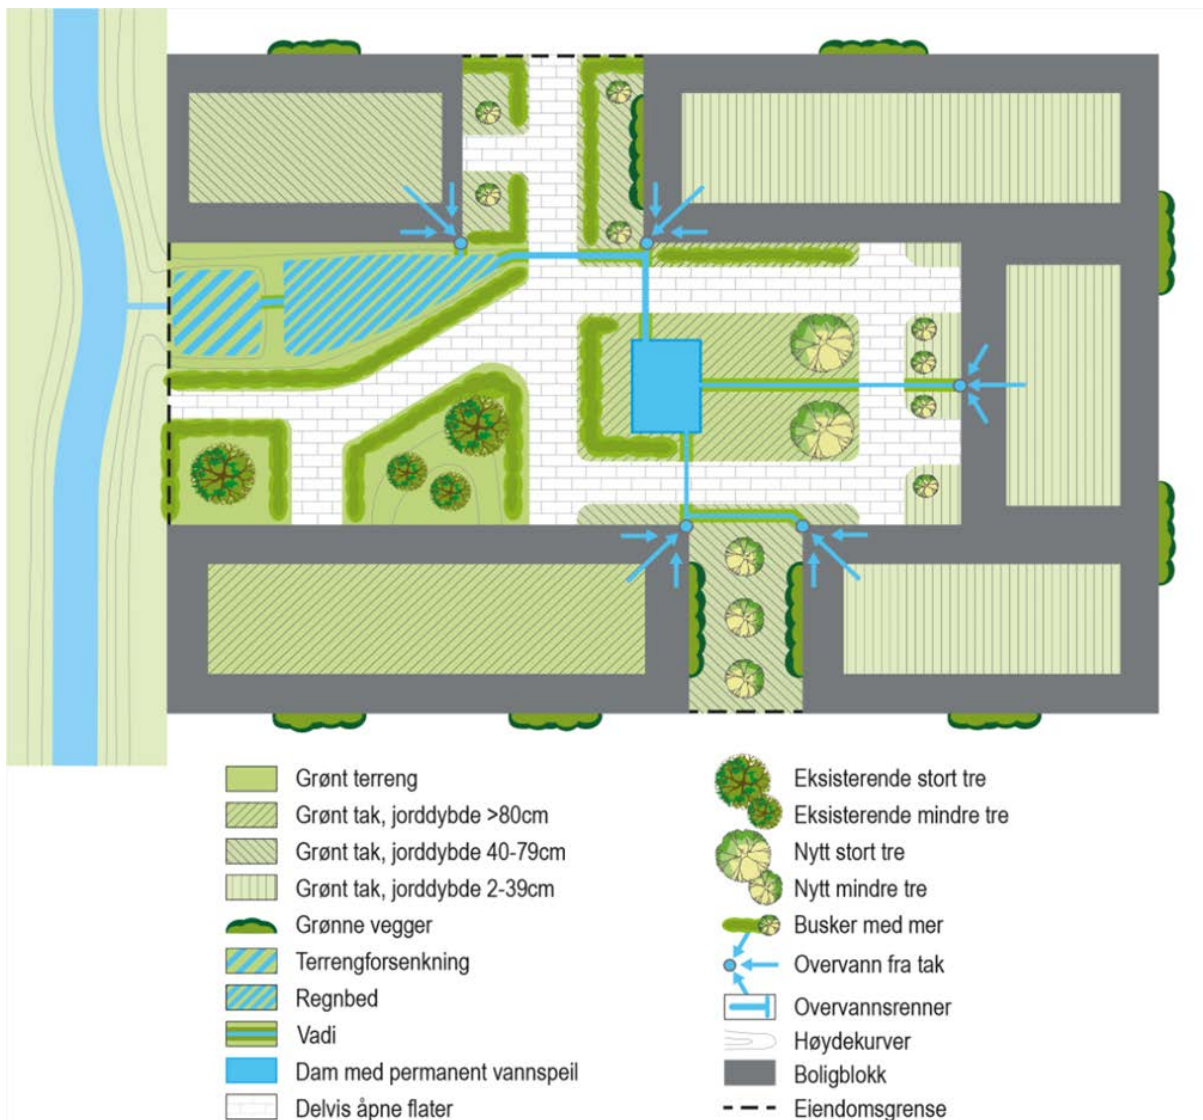 Grønt terreng
Grønt tak, jorddybde >80cm
Grønt tak, jorddybde 40-79cm
Grønt tak, jorddybde 2-39cm
Grønne vegger
Terrengforsenkning
Regnbed
Vadi
Dam med permanent vannspeil
Delvis åpne flater
Eksisterende stort tre
Eksisterende mindre tre
Nytt stort tre
Nytt mindre tre
Busker med mer
Overvann fra tak
Overvannsrenner
Høydekurver
Boligblokk
Eiendomsgrense